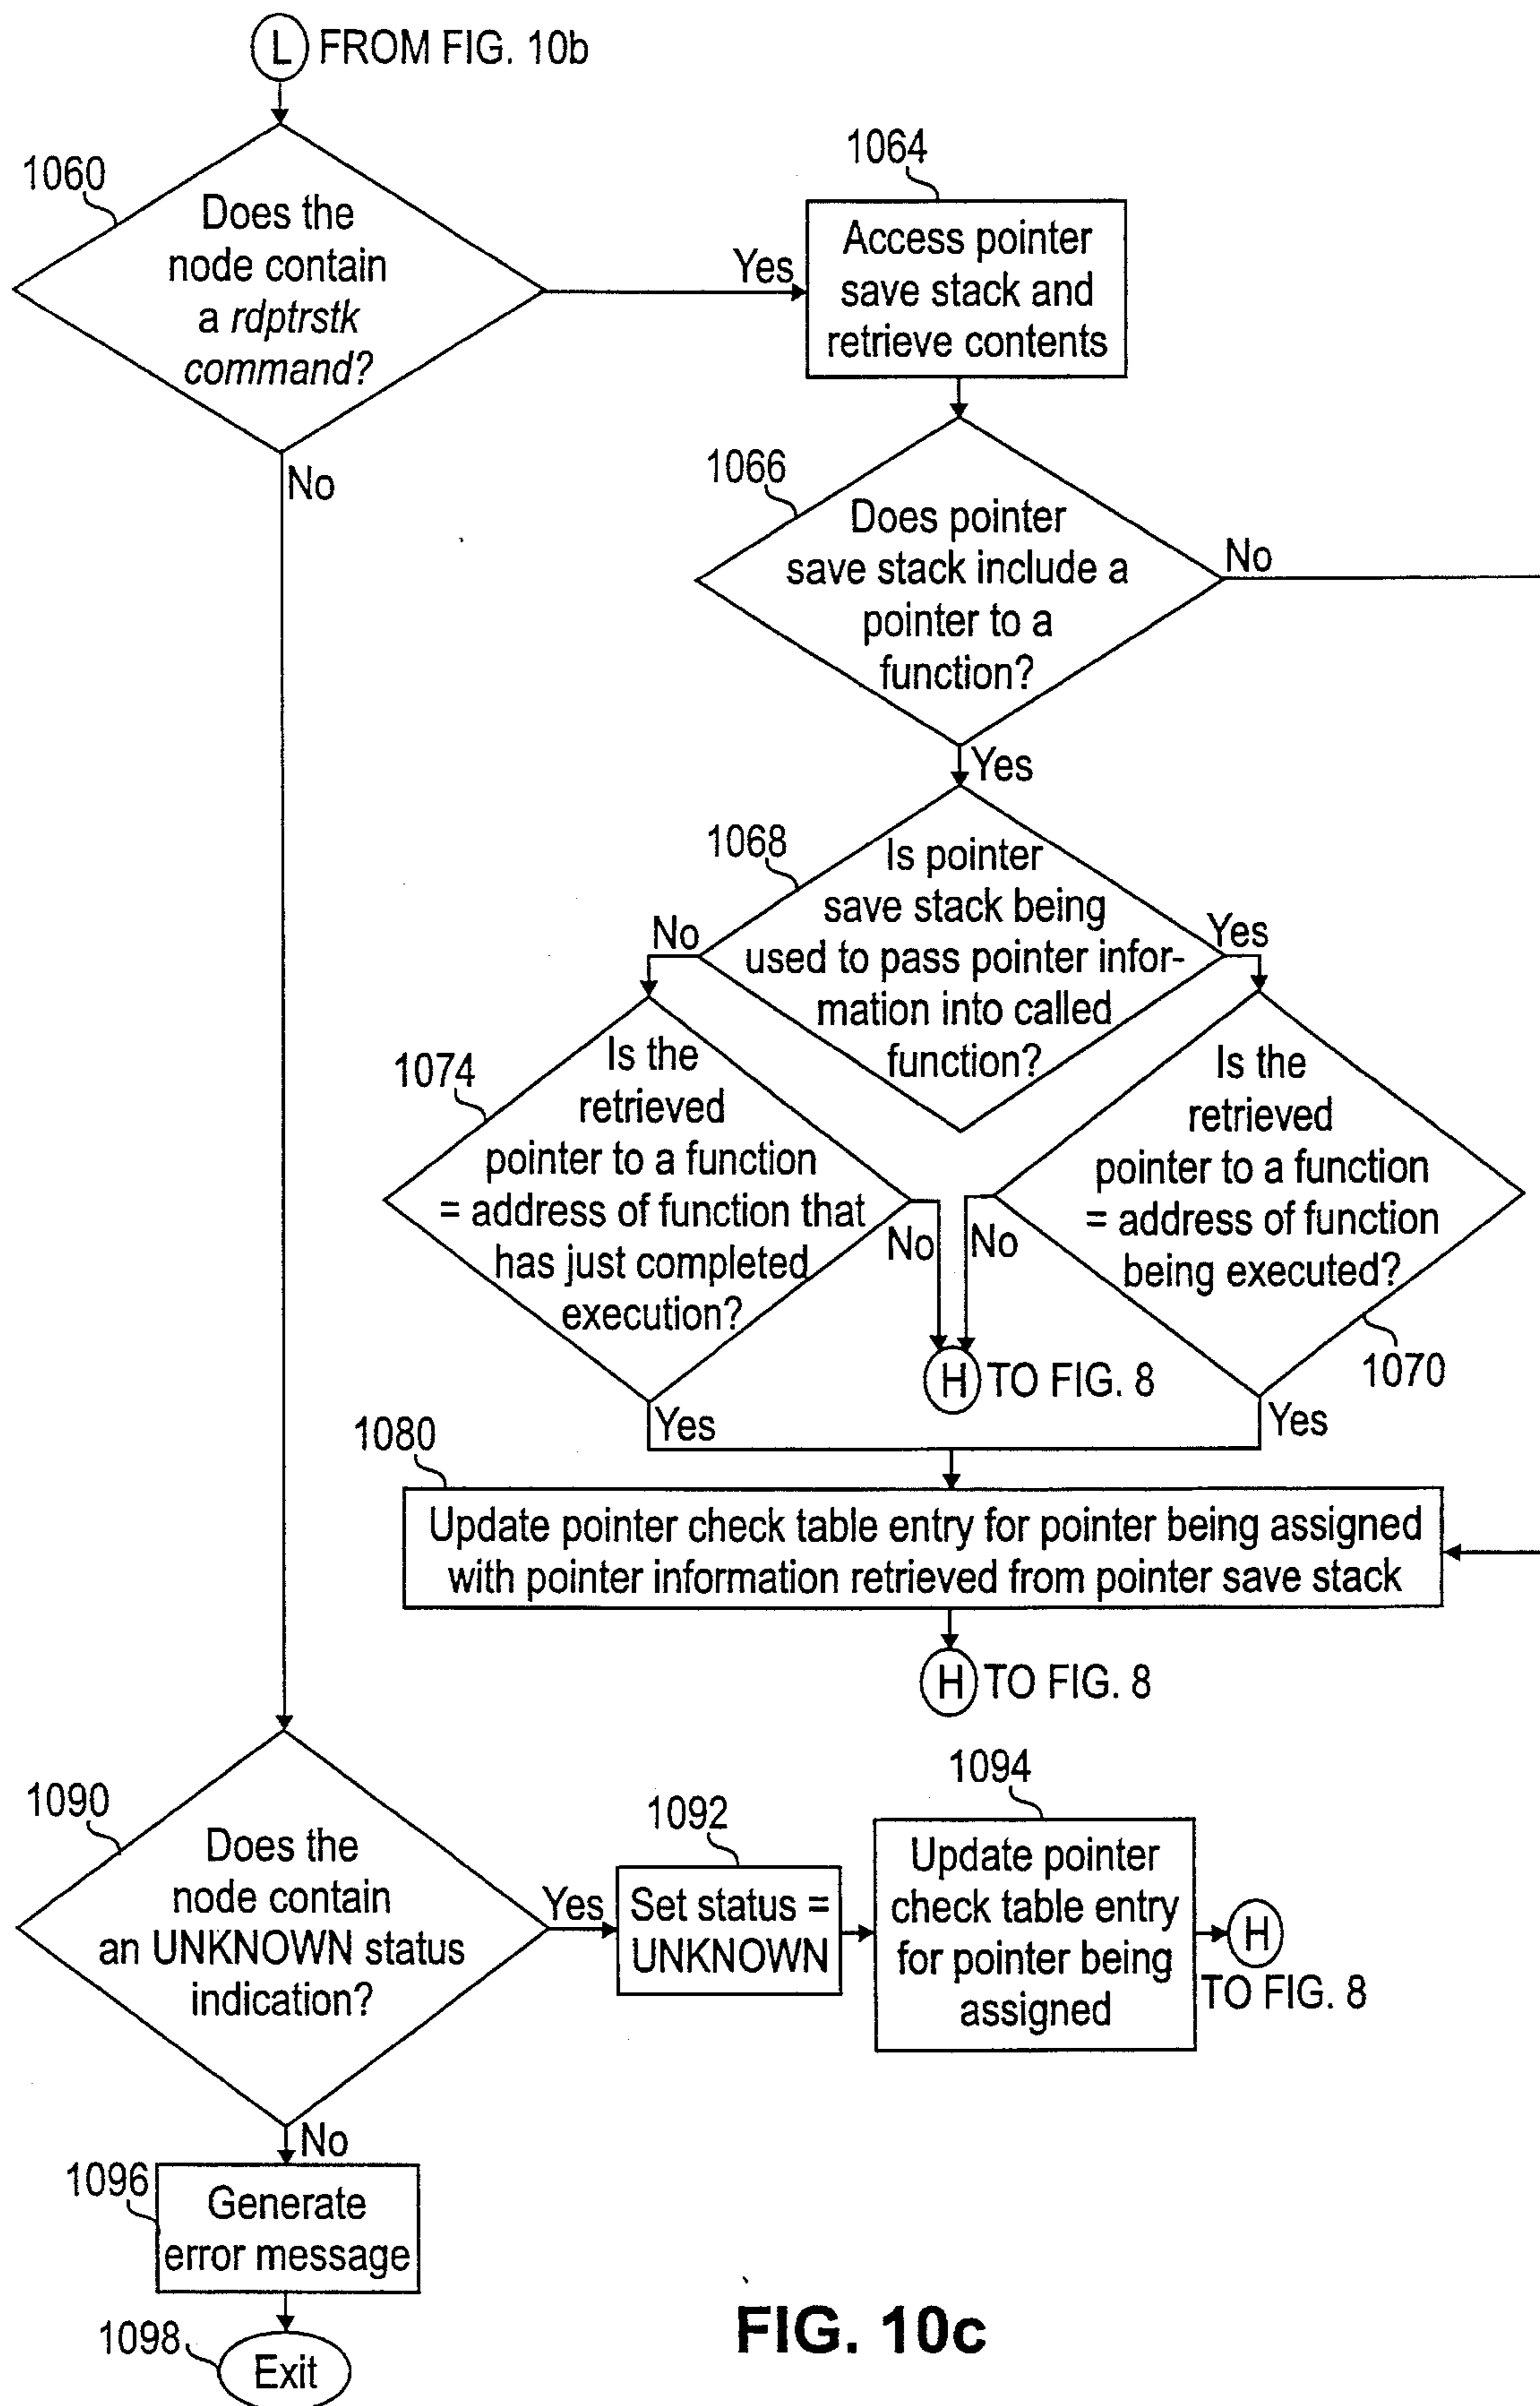 L FROM FIG. 10b
1060
Does the
node contain
a rdptrstk
command?
Yes
No
1064
Access pointer
save stack and
retrieve contents
1066
Does pointer
save stack include a
pointer to a
function?
No
Yes
1068
Is pointer
save stack being
used to pass pointer infor-
mation into called
function?
No
Yes
1074
Is the
retrieved
pointer to a function
= address of function that
has just completed
execution?
No
Yes
Is the
retrieved
pointer to a function
= address of function
being executed?
1070
No
Yes
H TO FIG. 8
1080
Update pointer check table entry for pointer being assigned
with pointer information retrieved from pointer save stack
H TO FIG. 8
1090
Does the
node contain
an UNKNOWN status
indication?
Yes
No
1092
Set status =
UNKNOWN
1094
Update pointer
check table entry
for pointer being
assigned
H
TO FIG. 8
1096
Generate
error message
1098
Exit
FIG. 10c